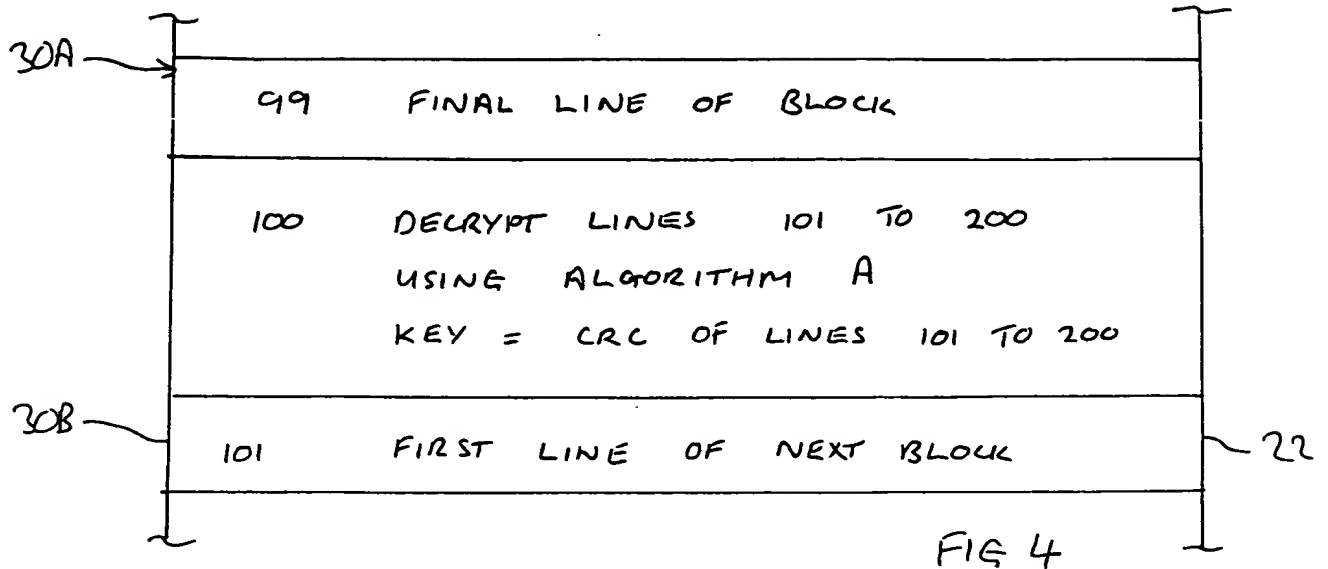 30A
99 FINAL LINE OF BLOCK
100 DECRYPT LINES 101 TO 200
USING ALGORITHM A
KEY = CRC OF LINES 101 TO 200
30B
101 FIRST LINE OF NEXT BLOCK
22
FIG 4